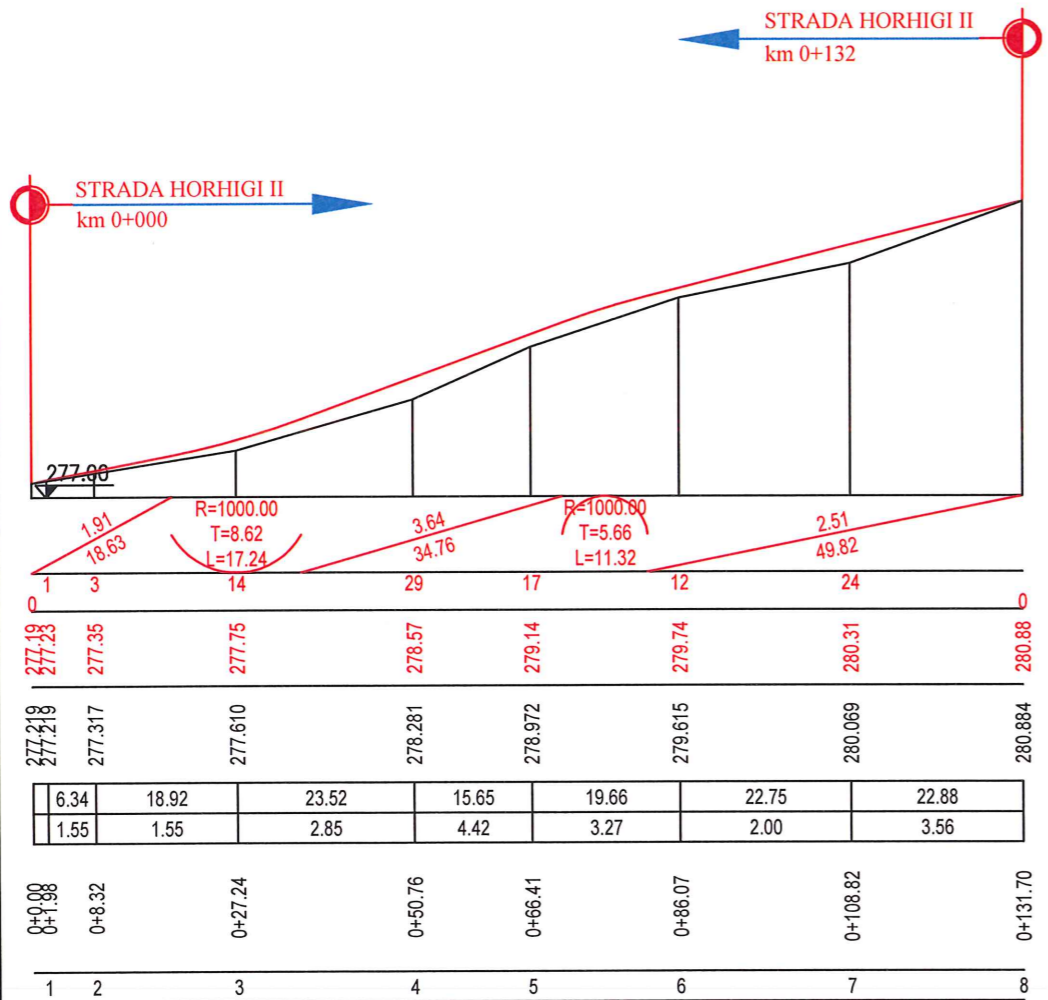 STRADA HORHIGI II
km 0+132
STRADA HORHIGI II
km 0+000
277.00
1.91
18.63
R=1000.00
T=8.62
L=17.24
3.64
34.76
R=1000.00
T=5.66
L=11.32
2.51
49.82
0 1 3 14 29 17 12 24 0
277.19 277.23 277.35 277.75 278.57 279.14 279.74 280.31 280.88
277.219 277.219 277.317 277.610 278.281 278.972 279.615 280.069 280.884
6.34 18.92 23.52 15.65 19.66 22.75 22.88
1.55 1.55 2.85 4.42 3.27 2.00 3.56
0+0.00 0+1.98 0+8.32 0+27.24 0+50.76 0+66.41 0+86.07 0+108.82 0+131.70
1 2 3 4 5 6 7 8